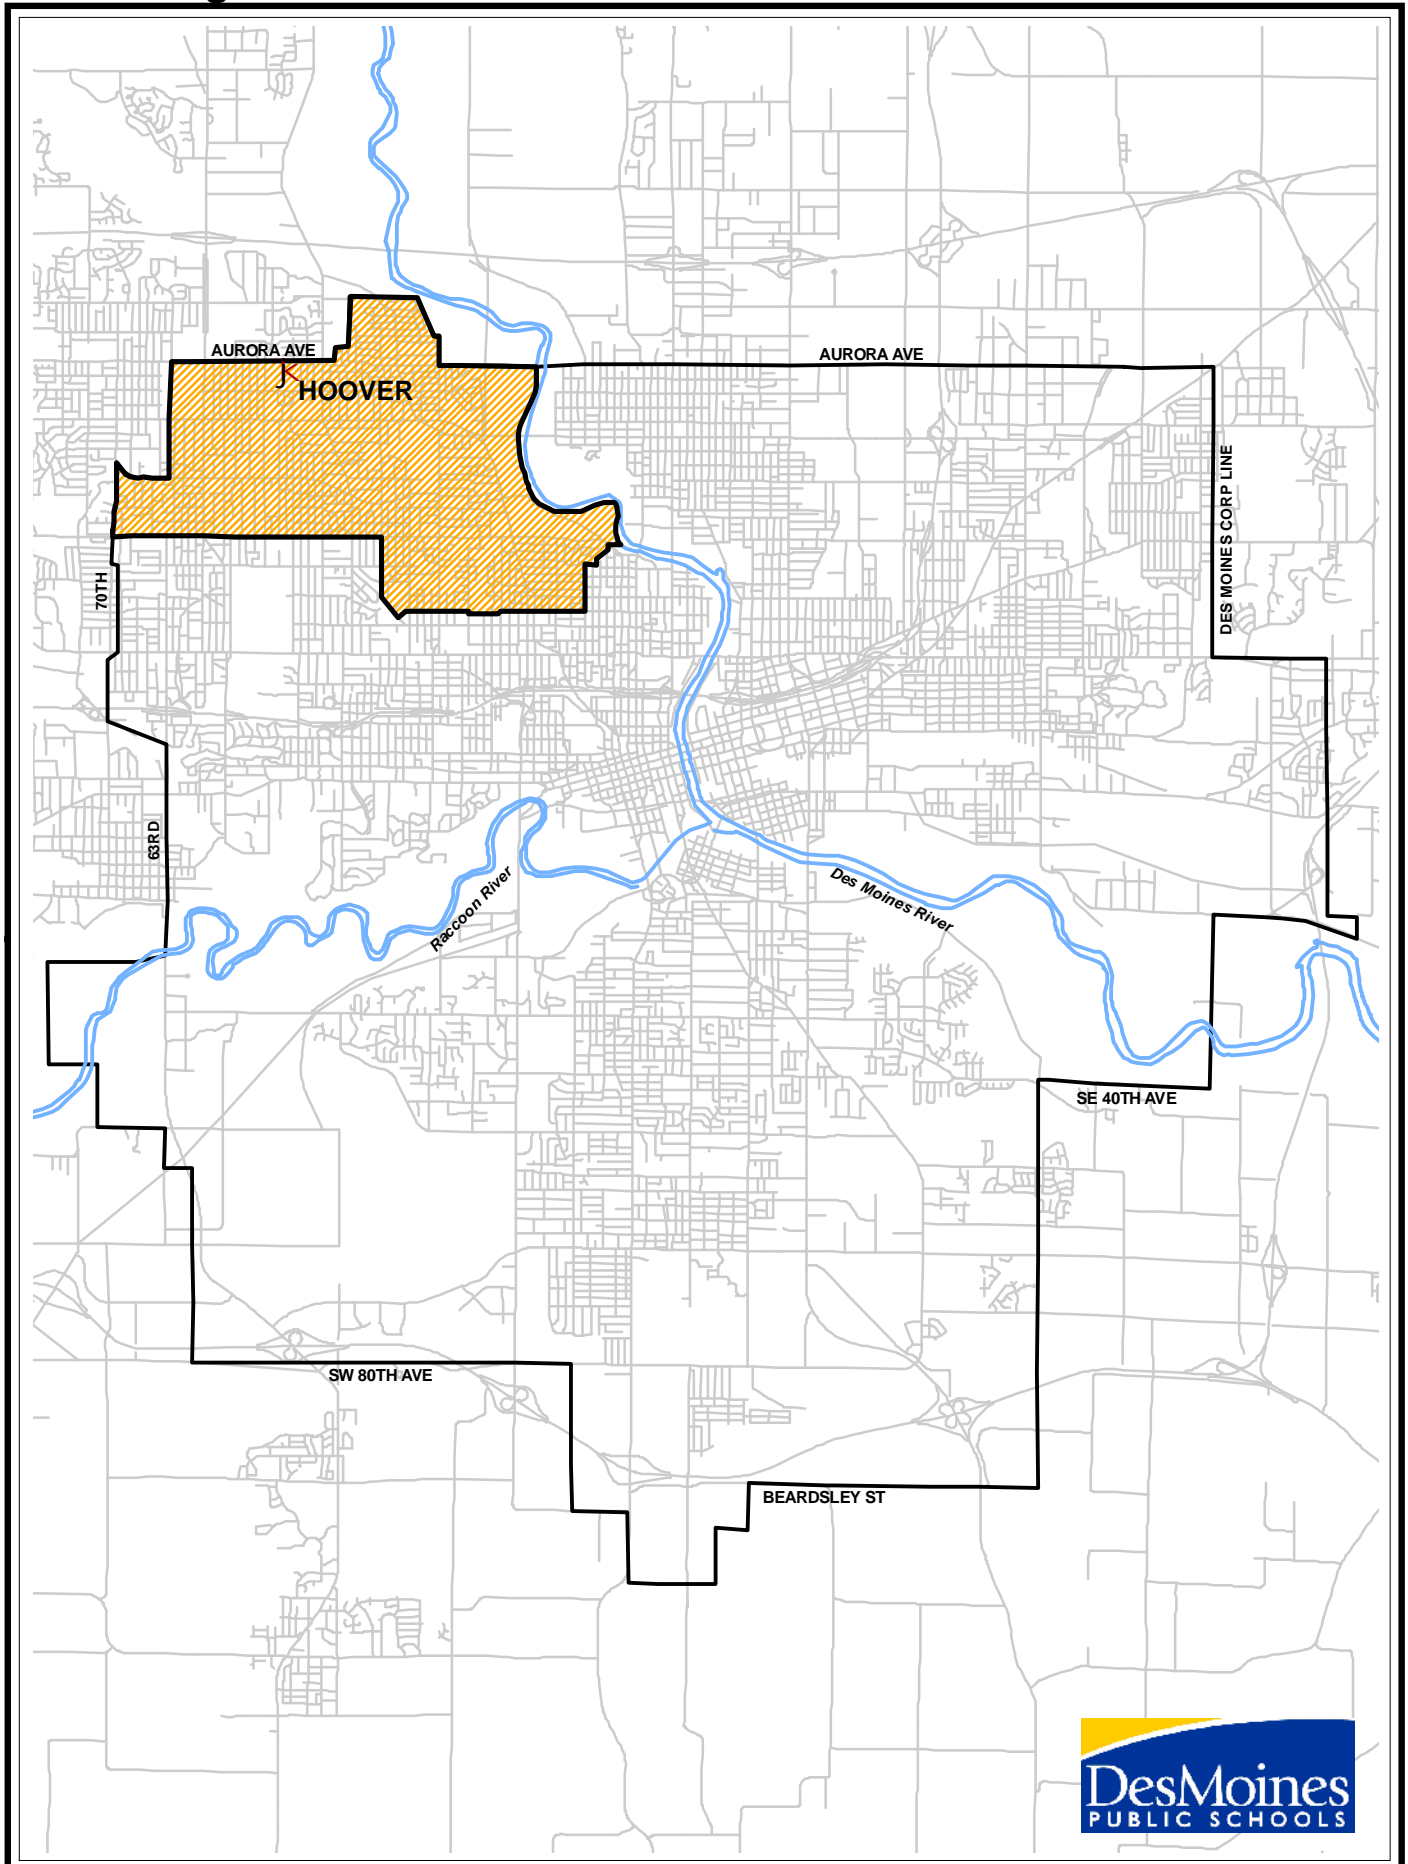 AURORA AVE
AURORA AVE
HOOVER
DES MOINES CORP LINE
70TH
63RD
Raccoon River
Des Moines River
SE 40TH AVE
SW 80TH AVE
BEARDSLEY ST
DesMoines
PUBLIC SCHOOLS